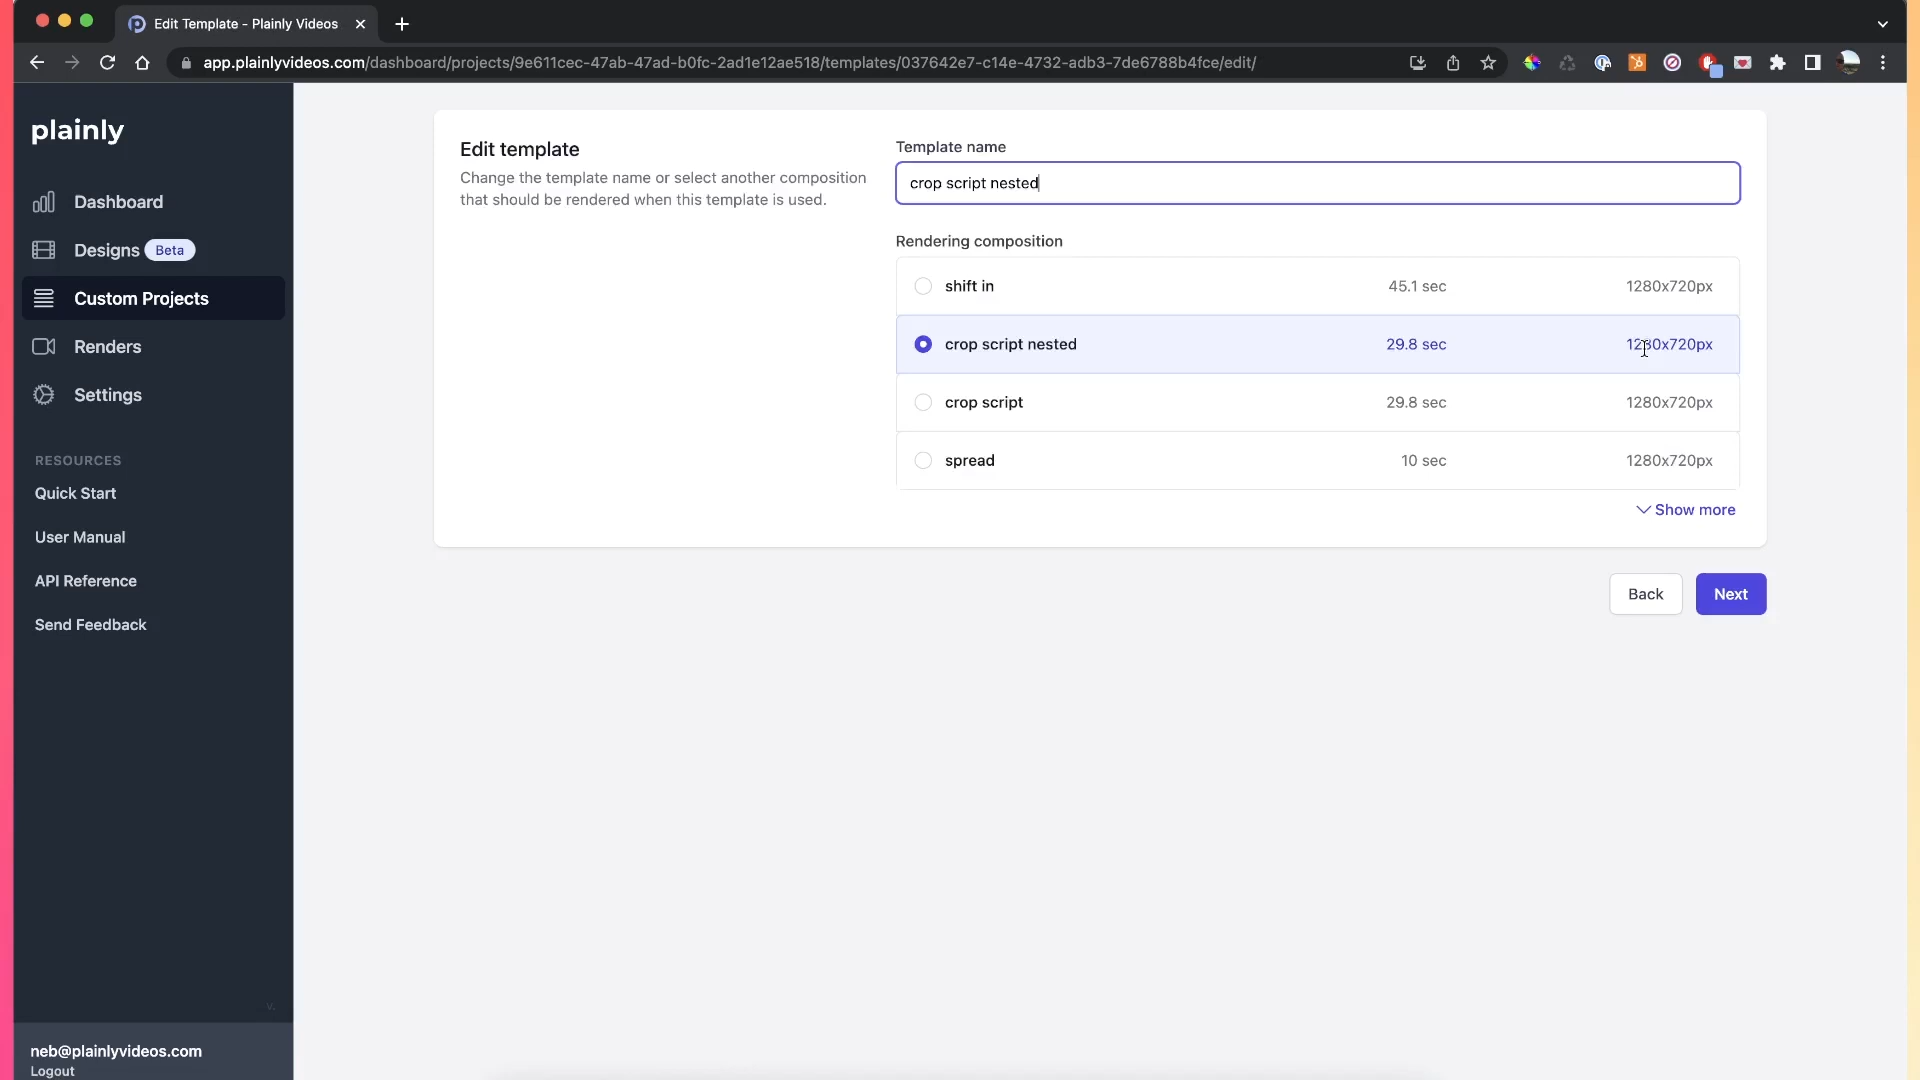 Edit Template - Plainly Videos
app.plainlyvideos.com/dashboard/projects/9e611cec-47ab-47ad-b0fc-2ad1e12ae518/templates/037642e7-c14e-4732-adb3-7de6788b4fce/edit/
plainly
Dashboard
Designs Beta
Custom Projects
Renders
Settings
RESOURCES
Quick Start
User Manual
API Reference
Send Feedback
v.
neb@plainlyvideos.com
Logout
Edit template
Change the template name or select another composition
that should be rendered when this template is used.
Template name
crop script nested
Rendering composition
shift in 45.1 sec 1280x720px
crop script nested 29.8 sec 1280x720px
crop script 29.8 sec 1280x720px
spread 10 sec 1280x720px
Show more
Back Next